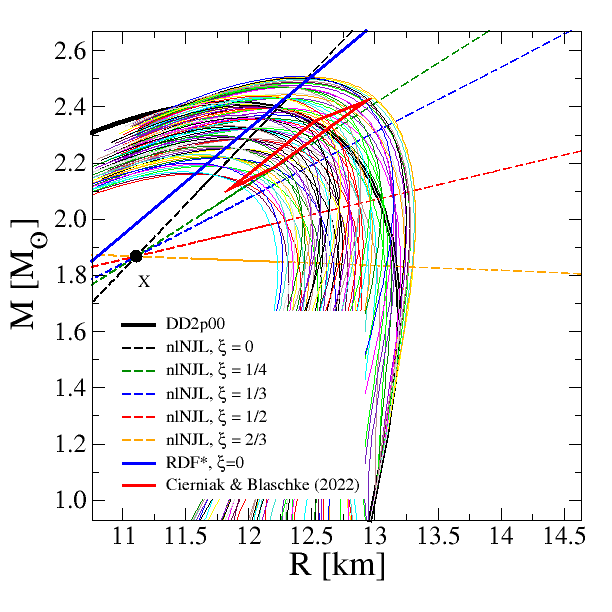 2.6
2.4
2.2
2.0
1.8
1.6
1.4
1.2
1.0
M [M⊙]
x
DD2p00
nlNJL, ξ = 0
nlNJL, ξ = 1/4
nlNJL, ξ = 1/3
nlNJL, ξ = 1/2
nlNJL, ξ = 2/3
RDF*, ξ=0
Cierniak & Blaschke (2022)
11 11.5 12 12.5 13 13.5 14 14.5
R [km]